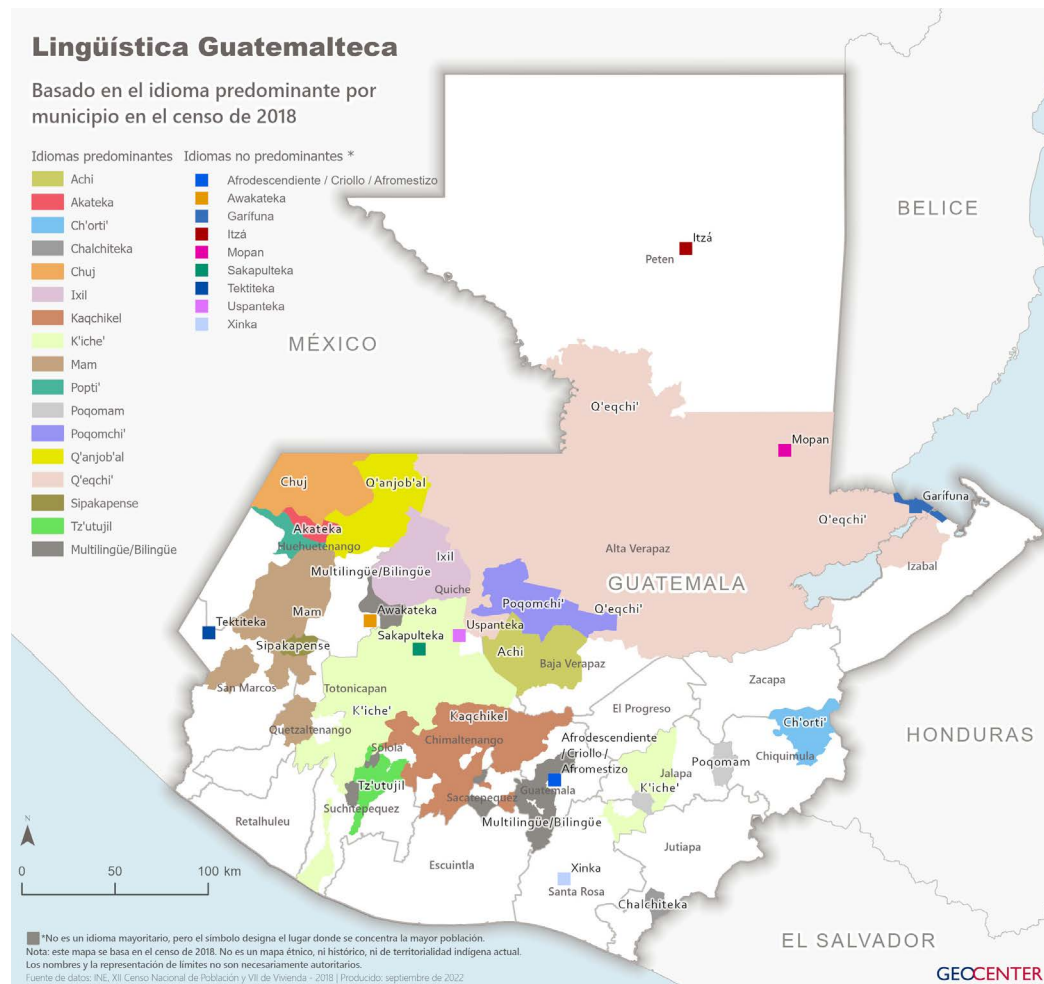 Lingüística Guatemalteca
Basado en el idioma predominante por
municipio en el censo de 2018
Idiomas predominantes
Achi
Akateka
Ch'orti'
Chalchiteka
Chuj
Ixil
Kaqchikel
K'iche'
Mam
Popti'
Poqomam
Poqomchi'
Q'anjob'al
Q'eqchi'
Sipakapense
Tz'utujil
Multilingüe/Bilingüe
Idiomas no predominantes *
Afrodescendiente / Criollo / Afromestizo
Awakateka
Garífuna
Itzá
Mopan
Sakapulteka
Tektiteka
Uspanteka
Xinka
BELICE
Itzá
Peten
MÉXICO
Q'eqchi'
Mopan
Chuj
Q'anjob'al
Garífuna
Q'eqchi'
Akateka
Huehuetenango
Ixil
Alta Verapaz
Izabal
Multilingüe/Bilingüe
Quiche
GUATEMALA
Poqomchi'
Q'eqchi'
Mam
Awakateka
Tektiteka
Uspanteka
Sakapulteka
Sipakapense
Achi
Baja Verapaz
San Marcos
Totonicapan
Zacapa
K'iche'
Kaqchikel
El Progreso
Ch'orti'
Quetzaltenango
Chimaltenango
Afrodescendiente
/Criollo /
Afromestizo
HONDURAS
Solola
Chiquimula
Poqomam
Jalapa
Tz'utujil
K'iche'
Guatemala
Sacatepequez
Suchitepequez
Retalhuleu
Multilingüe/Bilingüe
Jutiapa
Escuintla
Xinka
Santa Rosa
N
0 50 100 km
Chalchiteka
EL SALVADOR
*No es un idioma mayoritario, pero el símbolo designa el lugar donde se concentra la mayor población.
Nota: este mapa se basa en el censo de 2018. No es un mapa étnico, ni histórico, ni de territorialidad indígena actual.
Los nombres y la representación de límites no son necesariamente autoritarios.
Fuente de datos: INE, XII Censo Nacional de Población y VII de Vivienda - 2018 | Producido: septiembre de 2022
GEOCENTER